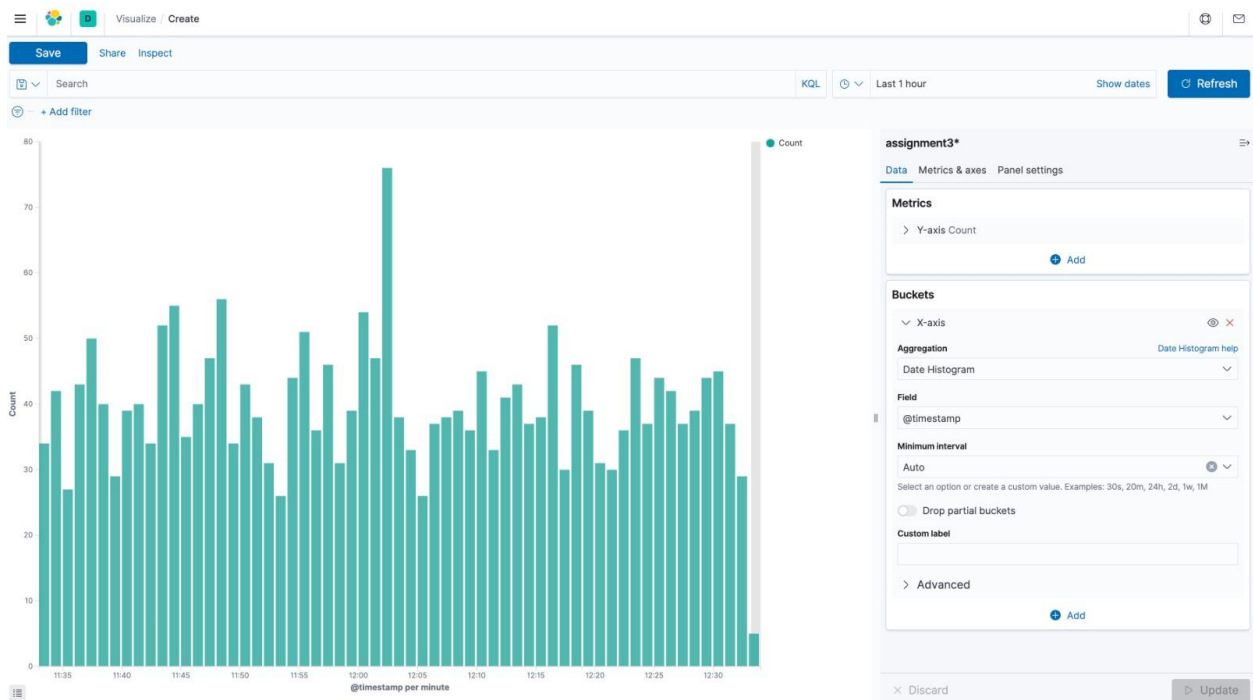 D Visualize / Create
Save Share Inspect
Search KQL Last 1 hour Show dates Refresh
+ Add filter
80
70
60
50
40
30
20
10
0
Count
11:35 11:40 11:45 11:50 11:55 12:00 12:05 12:10 12:15 12:20 12:25 12:30
@timestamp per minute
Count
assignment3*
Data Metrics & axes Panel settings
Metrics
Y-axis Count
Add
Buckets
X-axis
Aggregation Date Histogram help
Date Histogram
Field
@timestamp
Minimum interval
Auto
Select an option or create a custom value. Examples: 30s, 20m, 24h, 2d, 1w, 1M
Drop partial buckets
Custom label
Advanced
Add
Discard Update